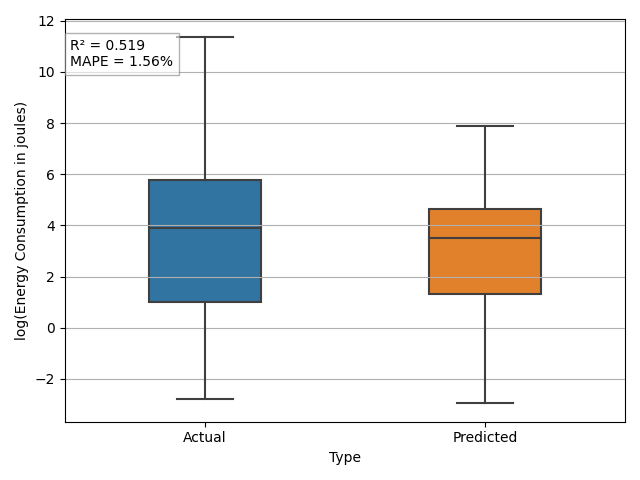 R² = 0.519
MAPE = 1.56%
log(Energy Consumption in joules)
12
10
8
6
4
2
0
−2
Actual
Predicted
Type